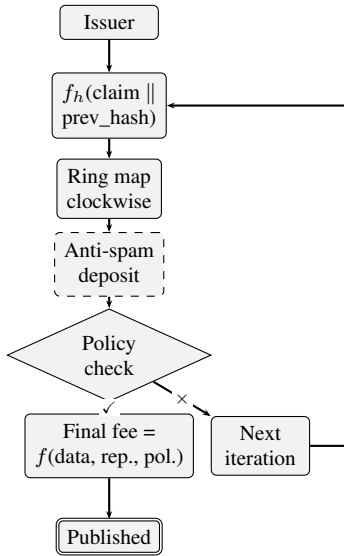 Issuer
f_h(claim ||
prev_hash)
Ring map
clockwise
Anti-spam
deposit
Policy
check
✓
×
Final fee =
f(data, rep., pol.)
Next
iteration
Published